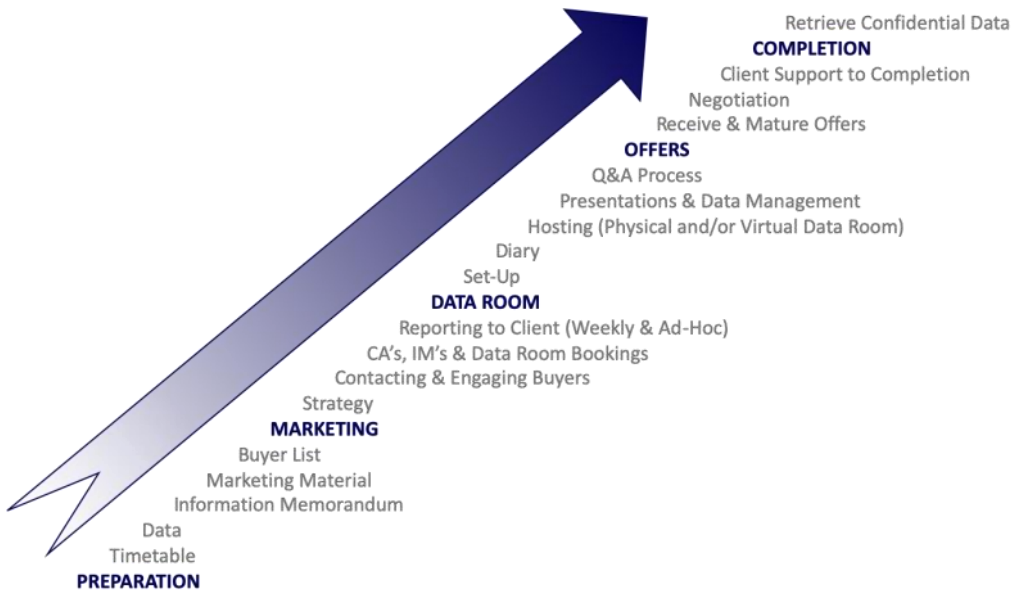 Retrieve Confidential Data
COMPLETION
Client Support to Completion
Negotiation
Receive & Mature Offers
OFFERS
Q&A Process
Presentations & Data Management
Hosting (Physical and/or Virtual Data Room)
Diary
Set-Up
DATA ROOM
Reporting to Client (Weekly & Ad-Hoc)
CA's, IM's & Data Room Bookings
Contacting & Engaging Buyers
Strategy
MARKETING
Buyer List
Marketing Material
Information Memorandum
Data
Timetable
PREPARATION